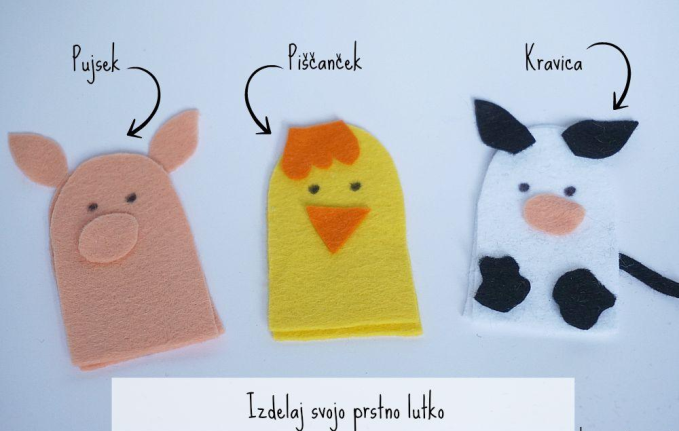 Pujsek
Piščanček
Kravica
Izdelaj svojo prstno lutko